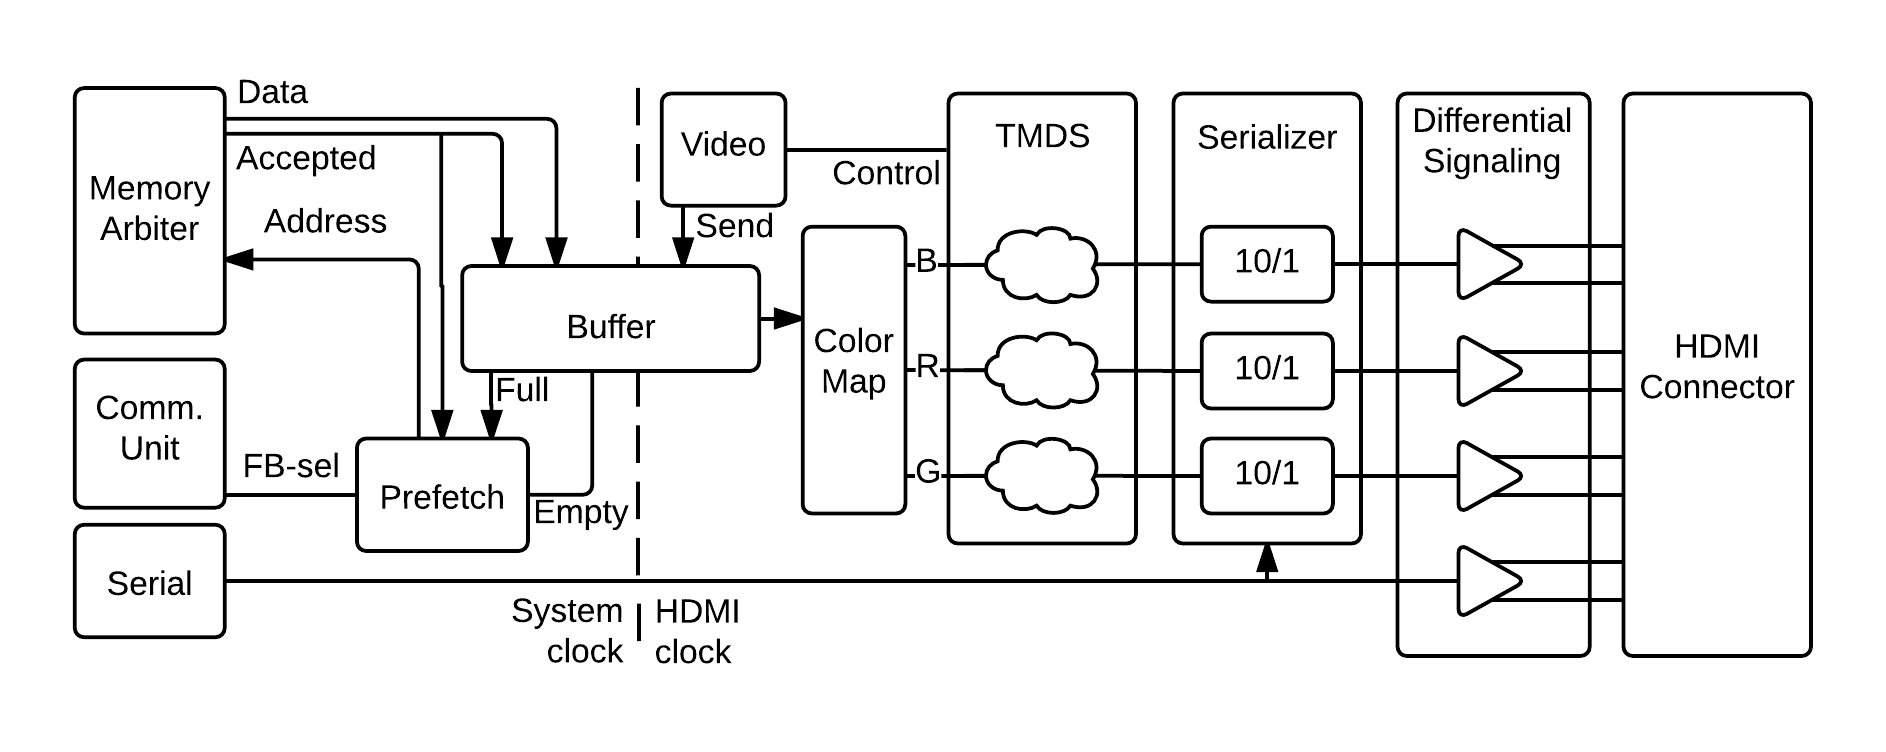 Data
Accepted
Memory
Arbiter
Address
Video
Control
Send
TMDS
Serializer
Differential
Signaling
Buffer
Color
Map
B
R
G
10/1
10/1
10/1
HDMI
Connector
Comm.
Unit
FB-sel
Full
Prefetch
Empty
Serial
System
clock
HDMI
clock